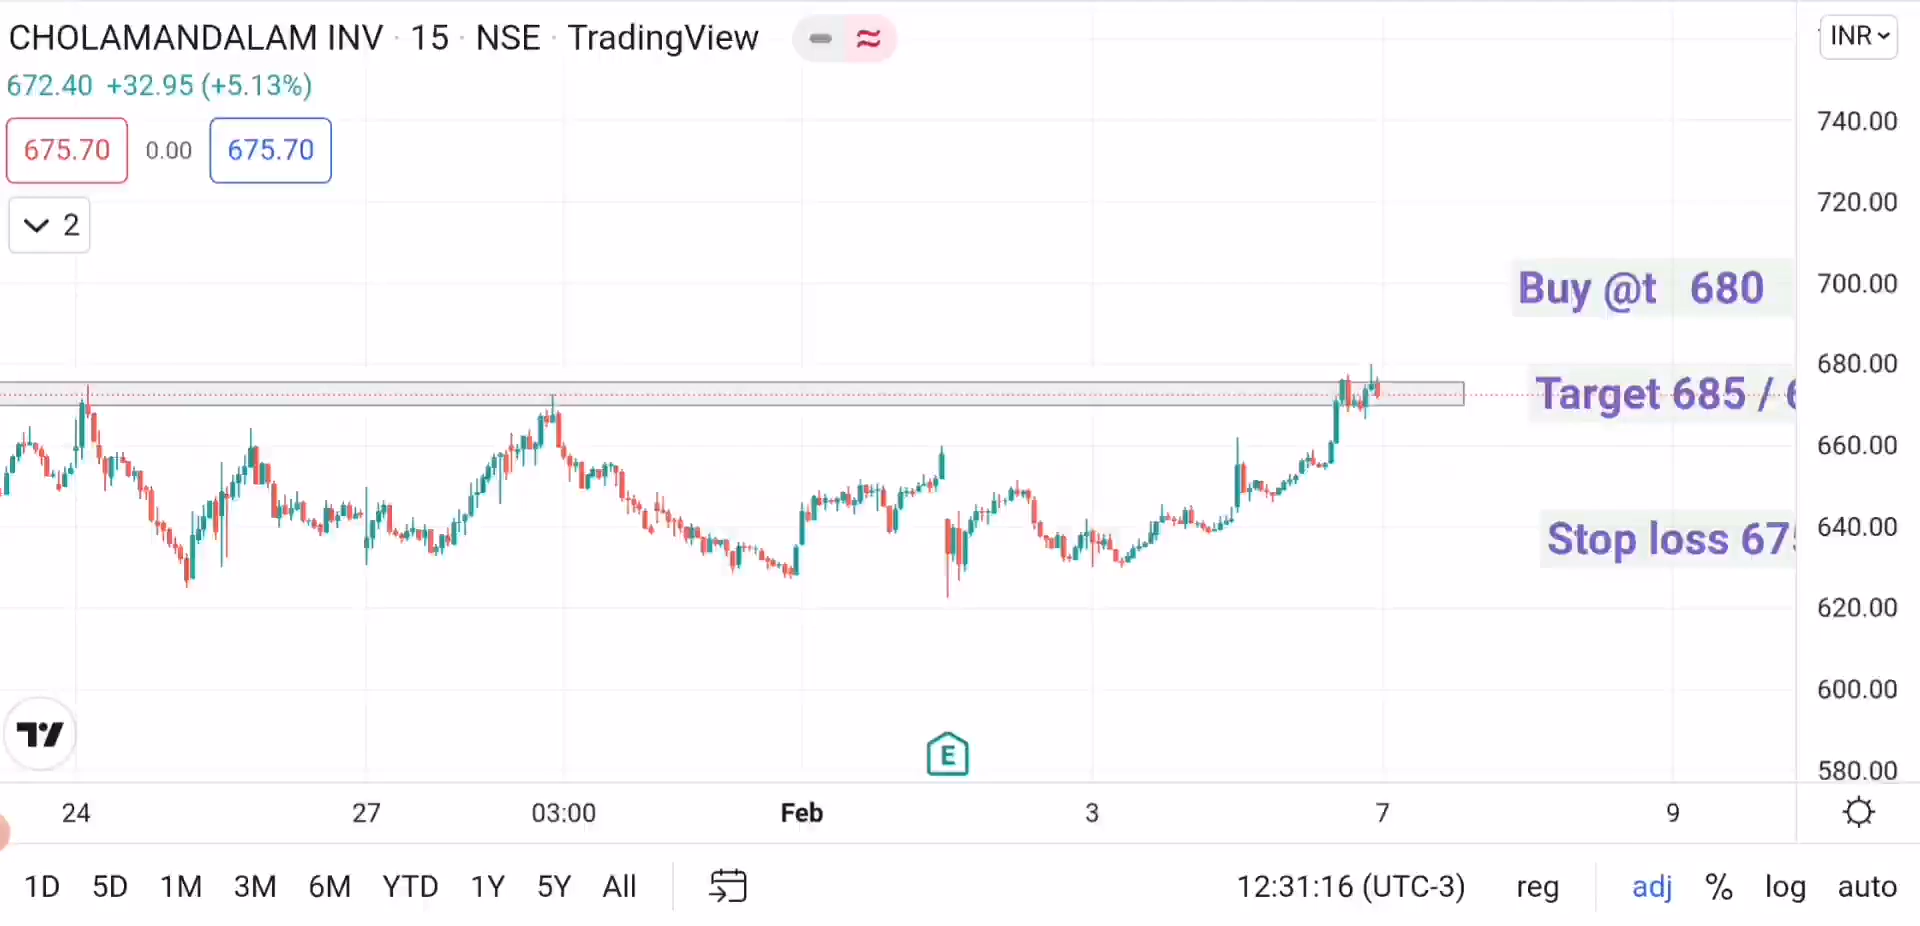 CHOLAMANDALAM INV · 15 · NSE · TradingView
INR
672.40 +32.95 (+5.13%)
675.70 0.00 675.70
2
740.00
720.00
700.00
680.00
660.00
640.00
620.00
600.00
580.00
Buy @t 680
Target 685 /
Stop loss
E
24 27 03:00 Feb 3 7 9
1D 5D 1M 3M 6M YTD 1Y 5Y All
12:31:16 (UTC-3) reg adj % log auto